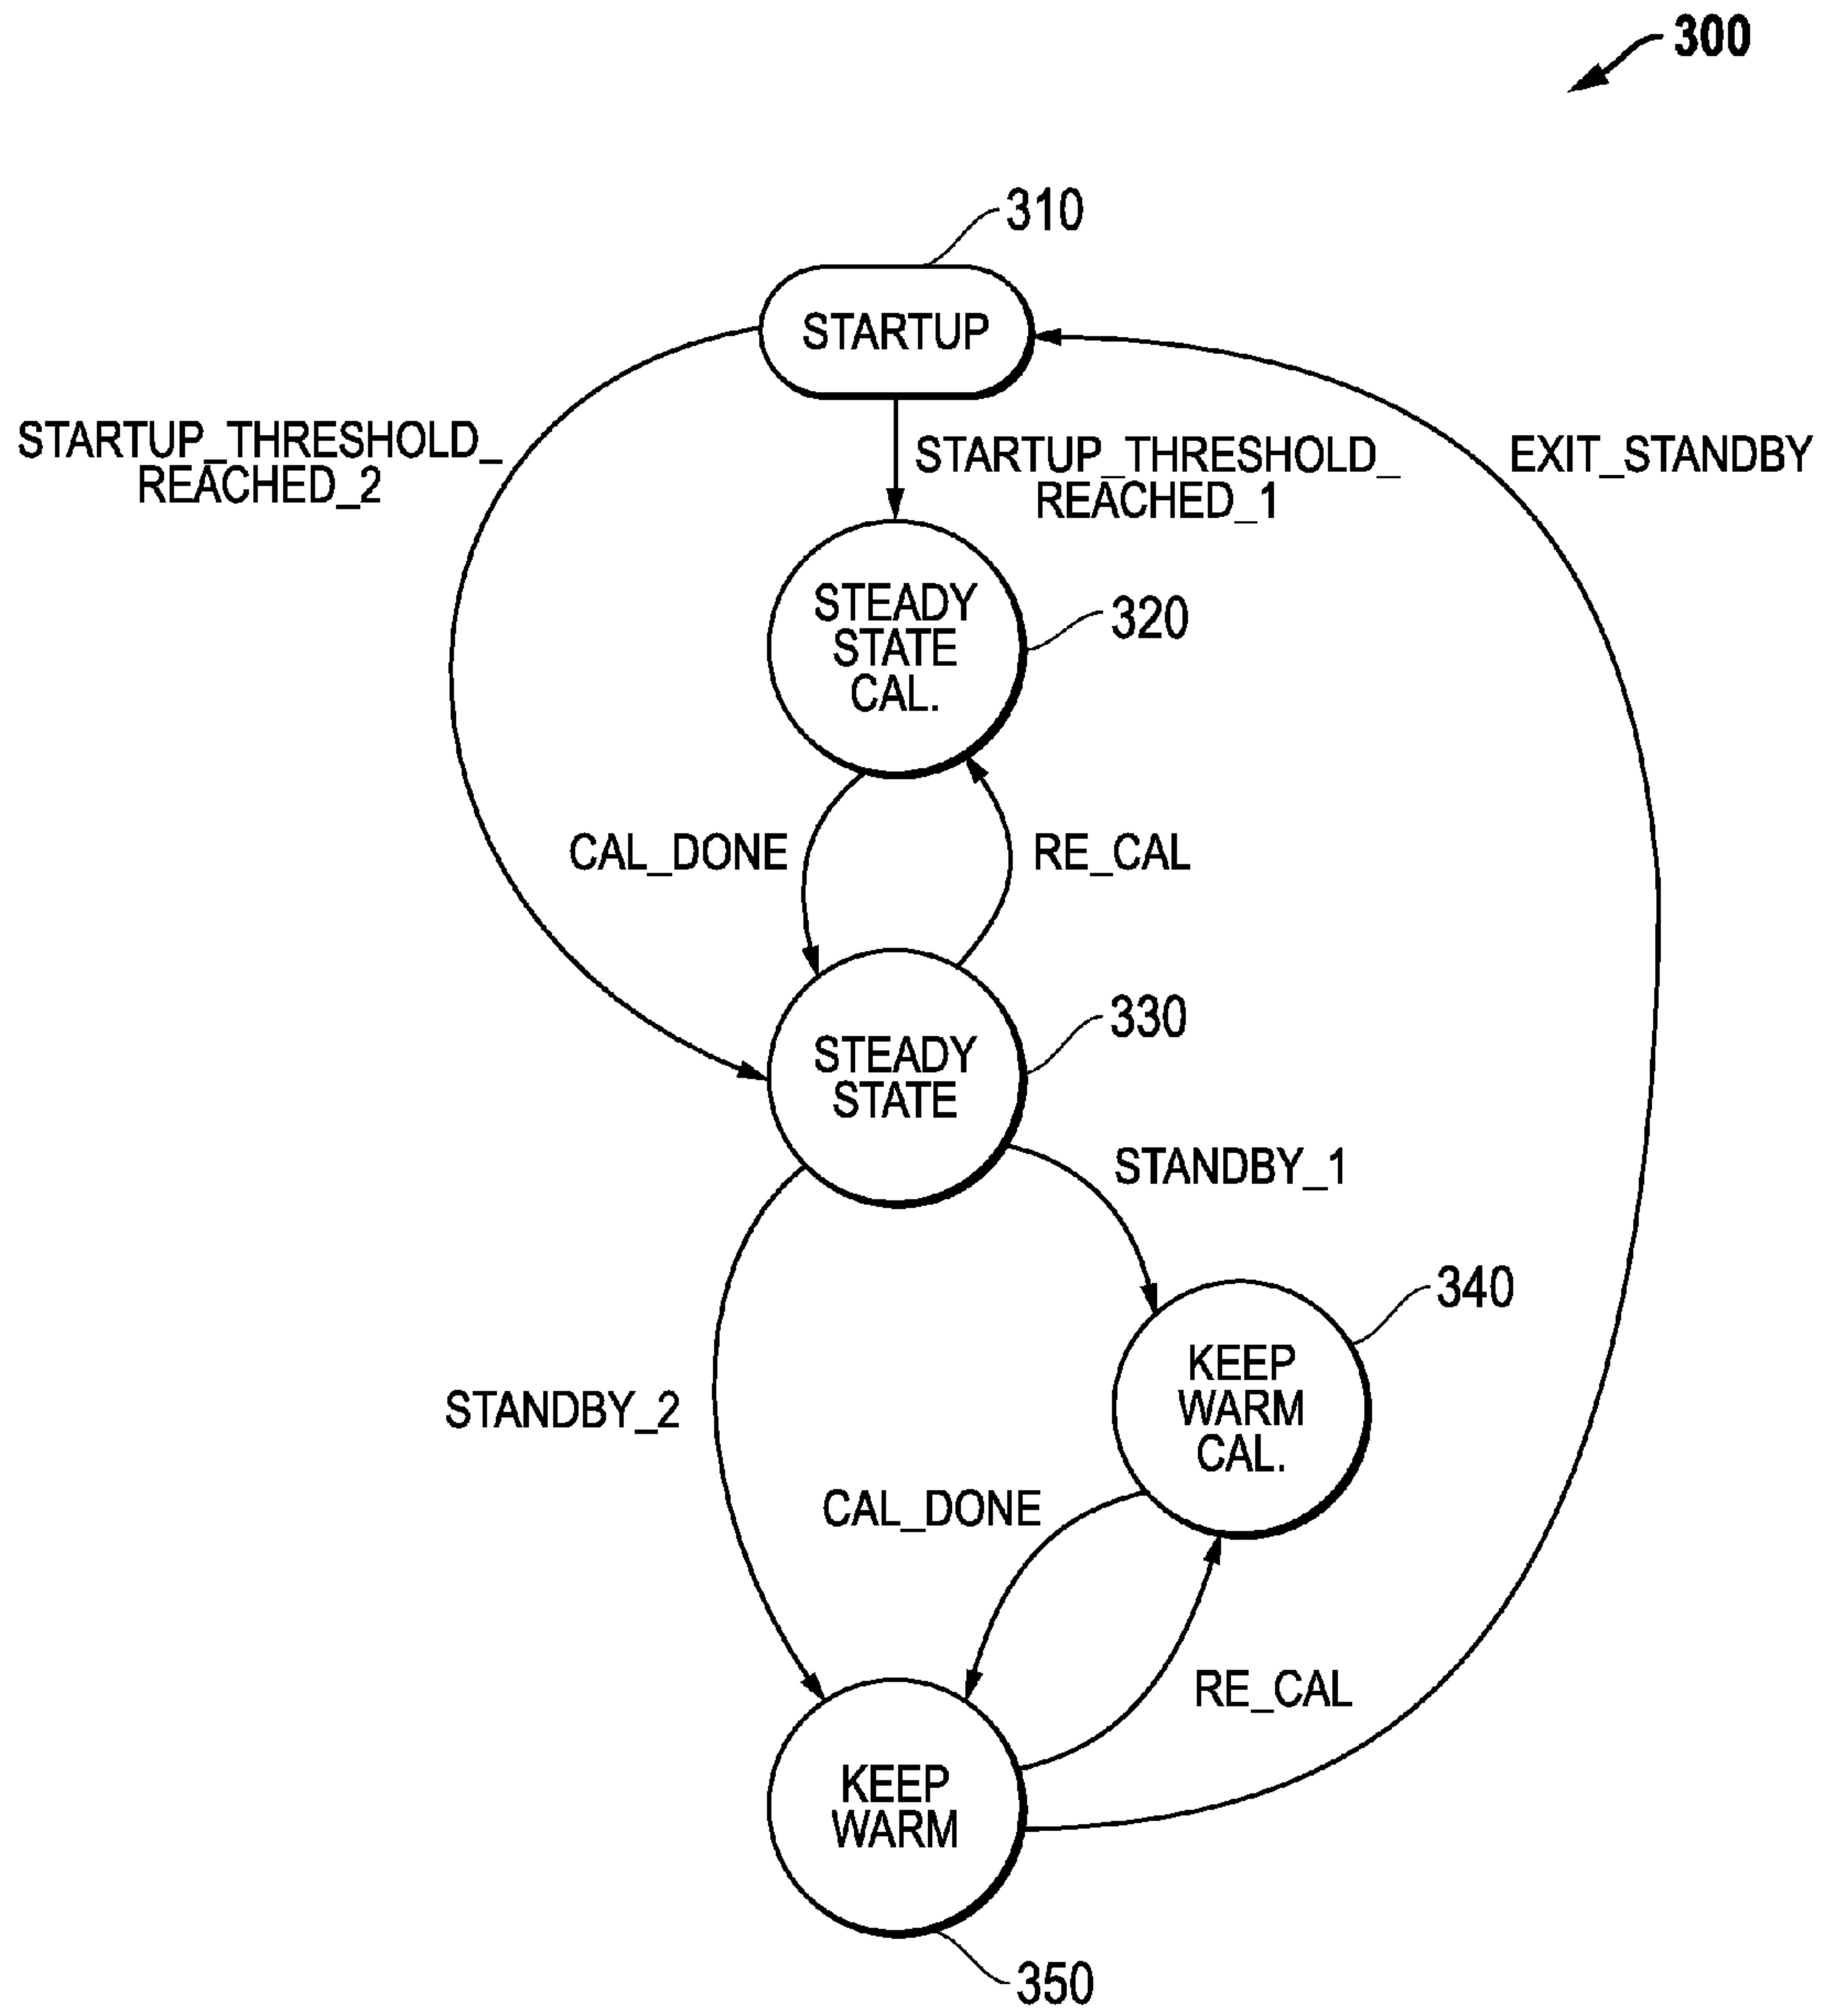 300
310
STARTUP
STARTUP_THRESHOLD_
REACHED_2
STARTUP_THRESHOLD_
REACHED_1
EXIT_STANDBY
STEADY
STATE
CAL.
320
CAL_DONE
RE_CAL
330
STEADY
STATE
STANDBY_1
340
KEEP
WARM
CAL.
STANDBY_2
CAL_DONE
RE_CAL
KEEP
WARM
350